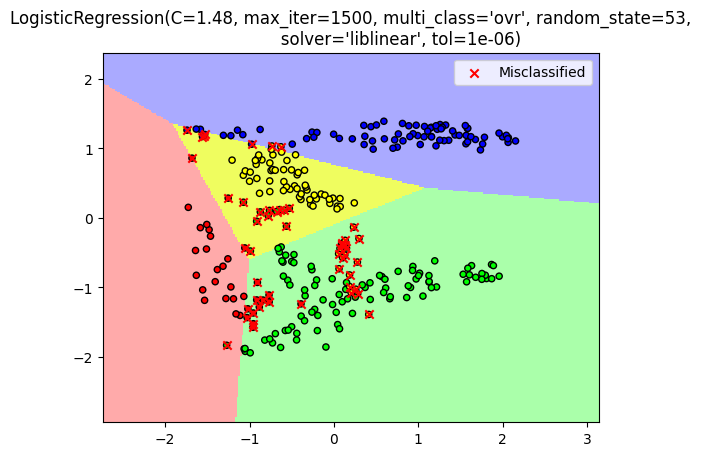 LogisticRegression(C=1.48, max_iter=1500, multi_class='ovr', random_state=53,
solver='liblinear', tol=1e-06)
Misclassified
2
1
0
−1
−2
−2 −1 0 1 2 3